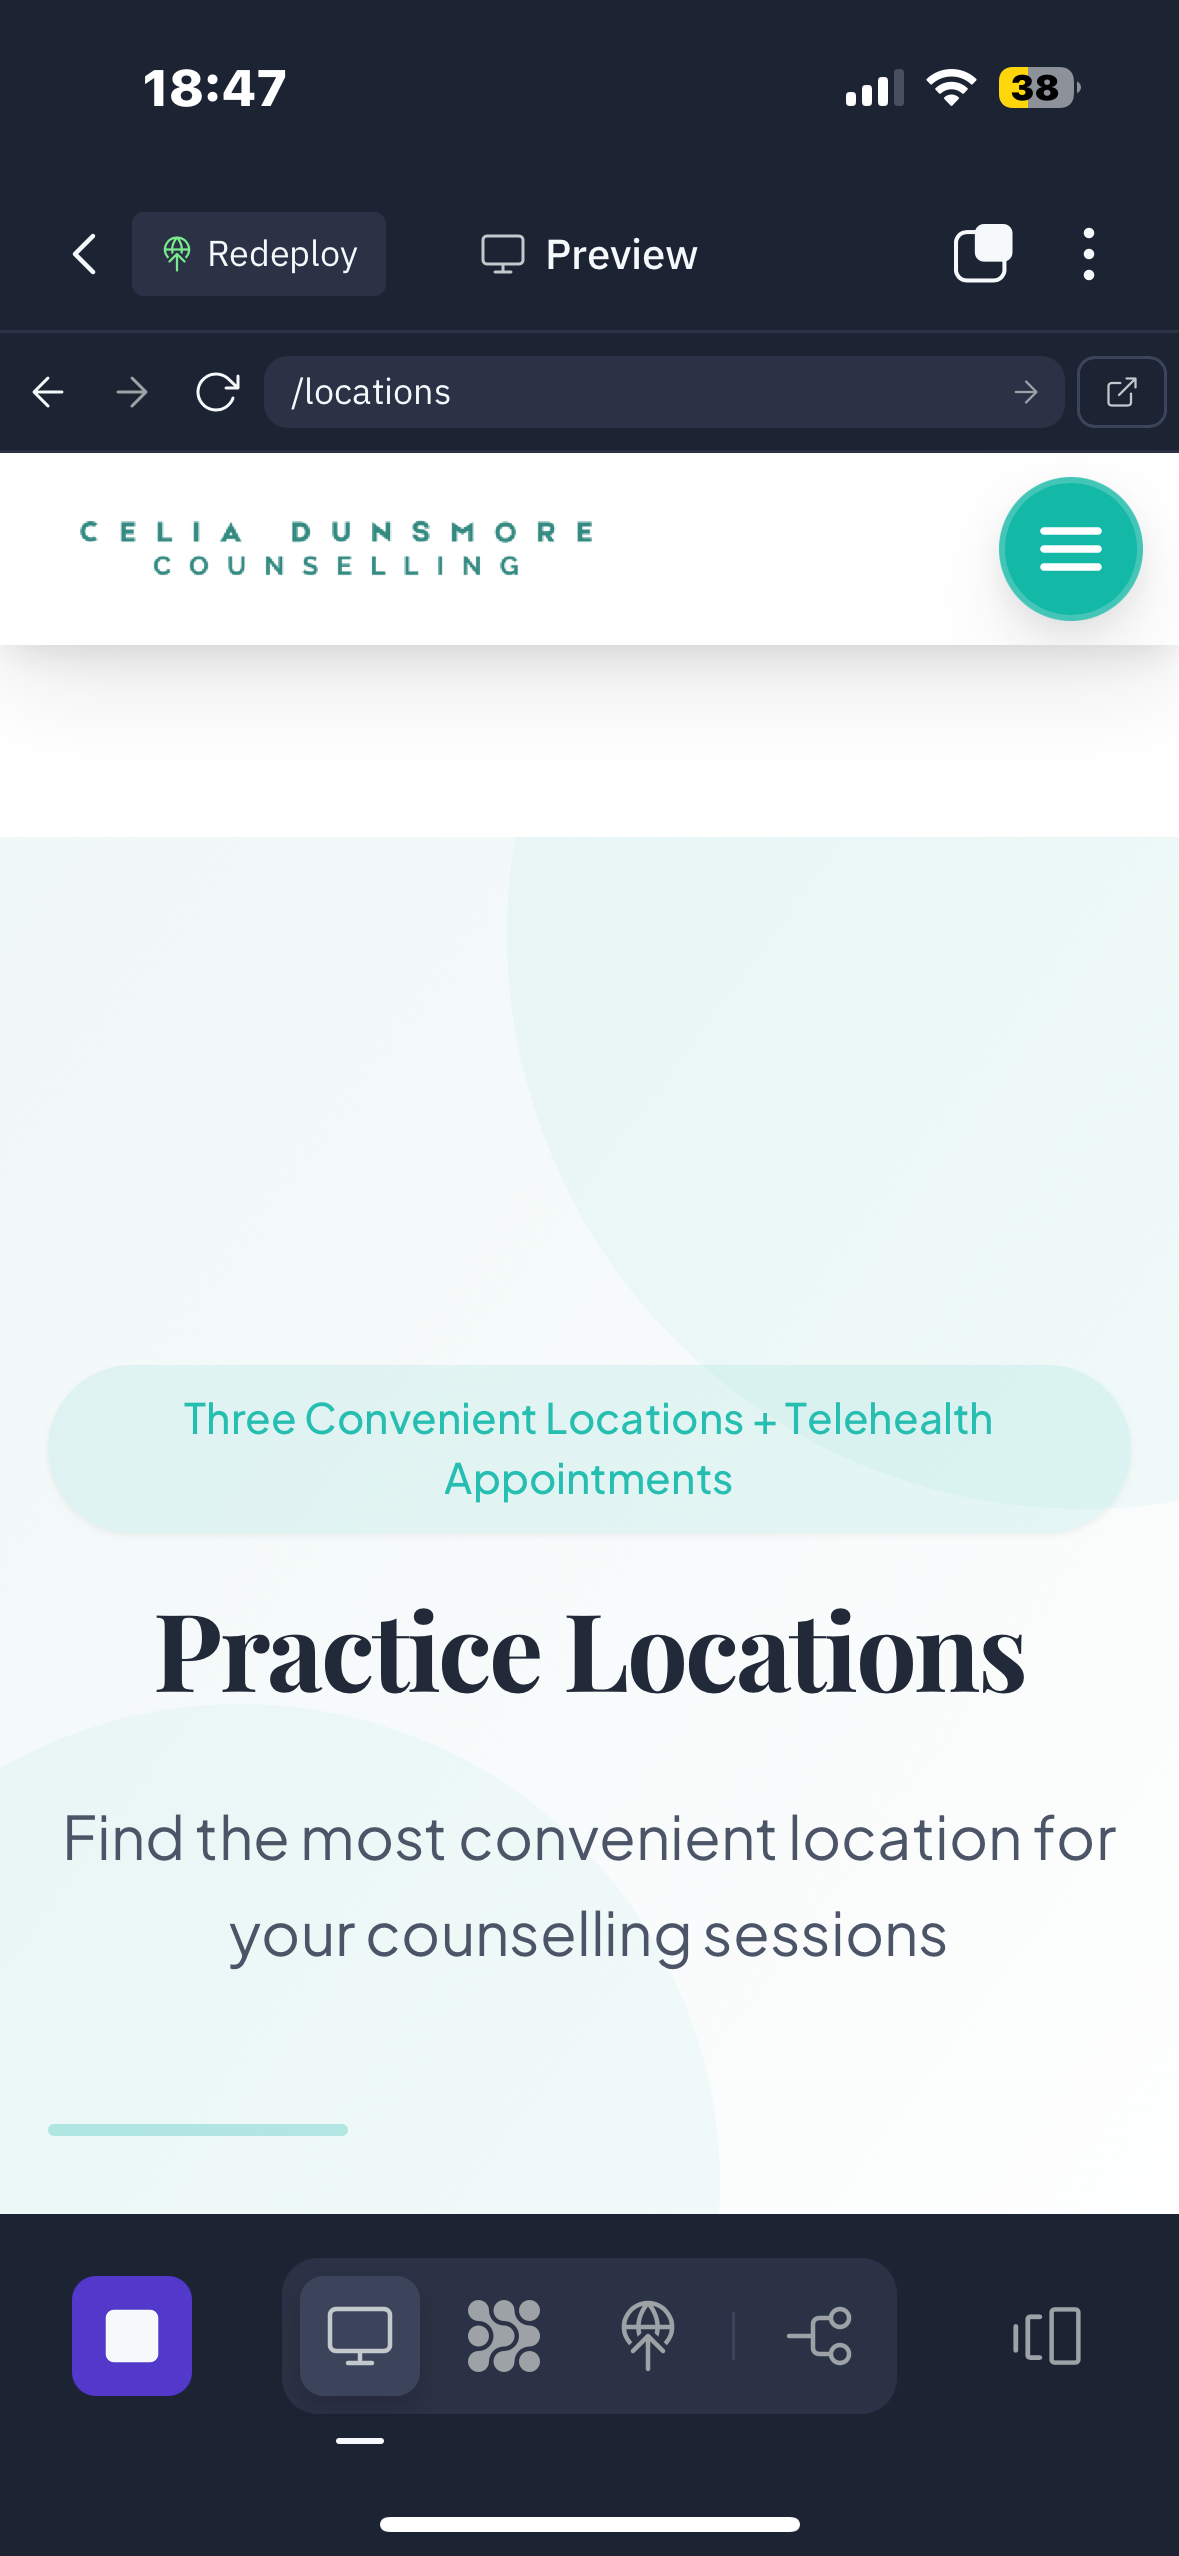 18:47
38
Redeploy
Preview
/locations
CELIA DUNSMORE
COUNSELLING
Three Convenient Locations + Telehealth
Appointments
Practice Locations
Find the most convenient location for
your counselling sessions